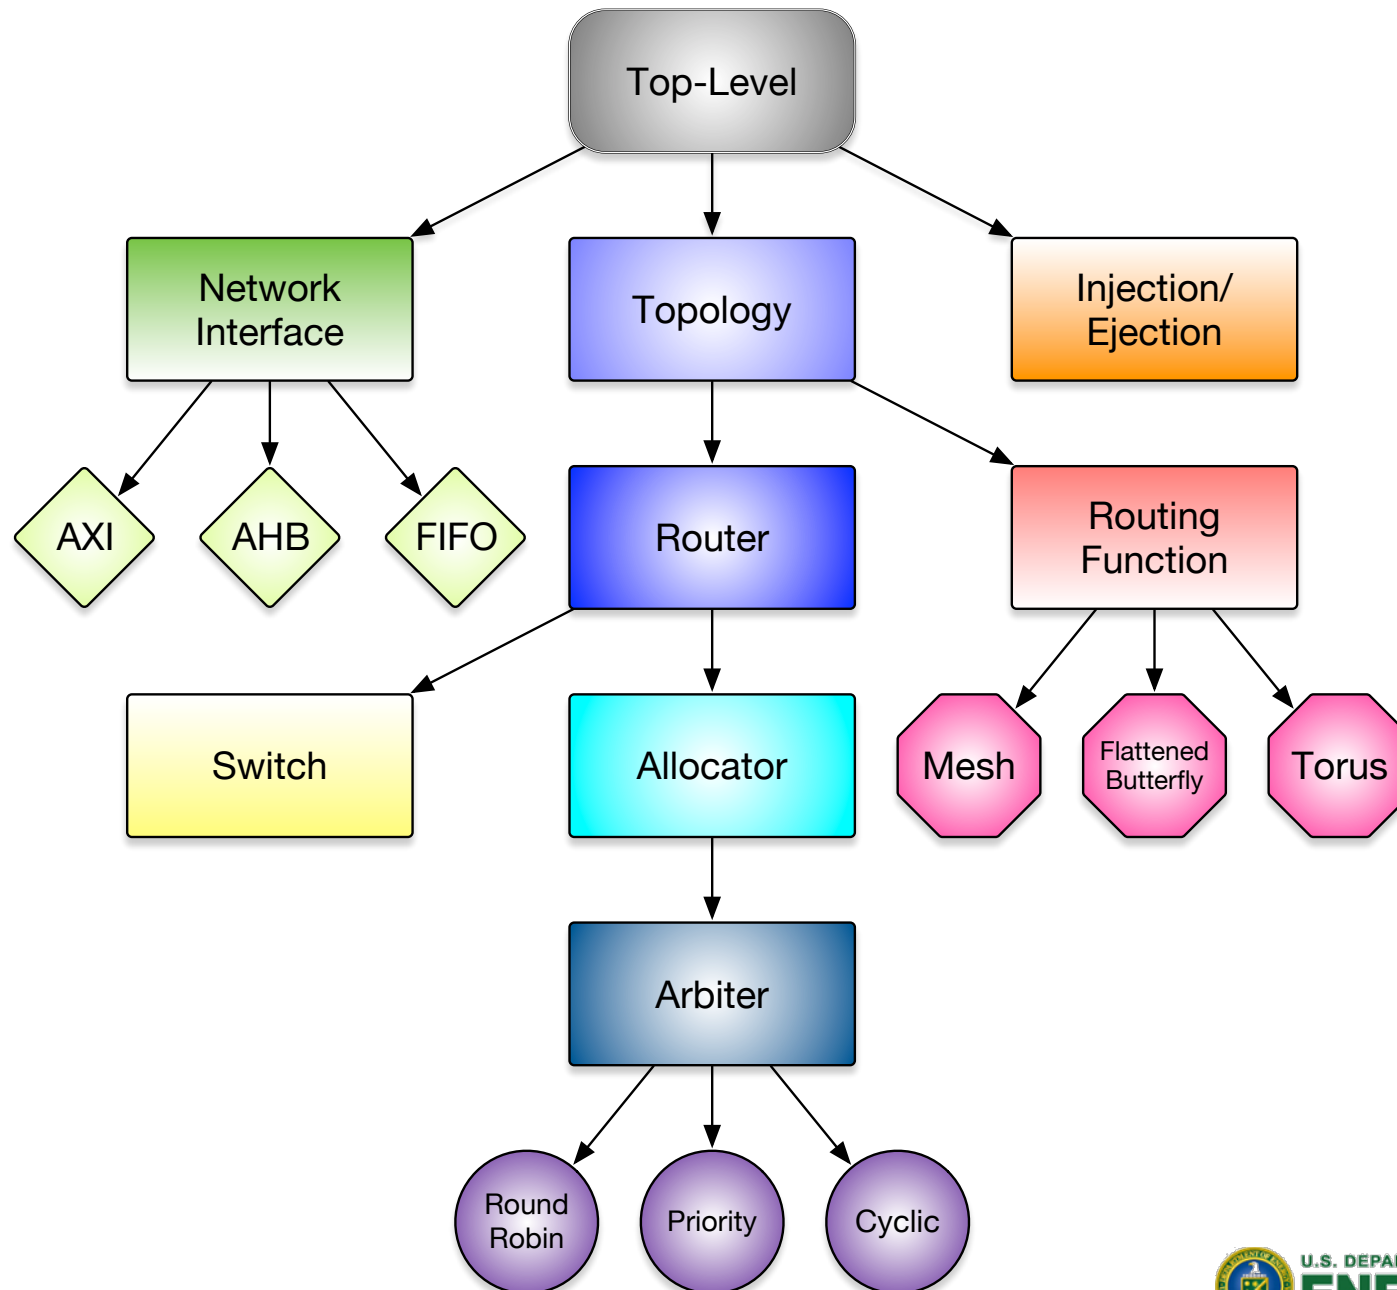 Top-Level
Network
Interface
Topology
Injection/
Ejection
AXI
AHB
FIFO
Router
Routing
Function
Switch
Allocator
Mesh
Flattened
Butterfly
Torus
Arbiter
Round
Robin
Priority
Cyclic
U.S.